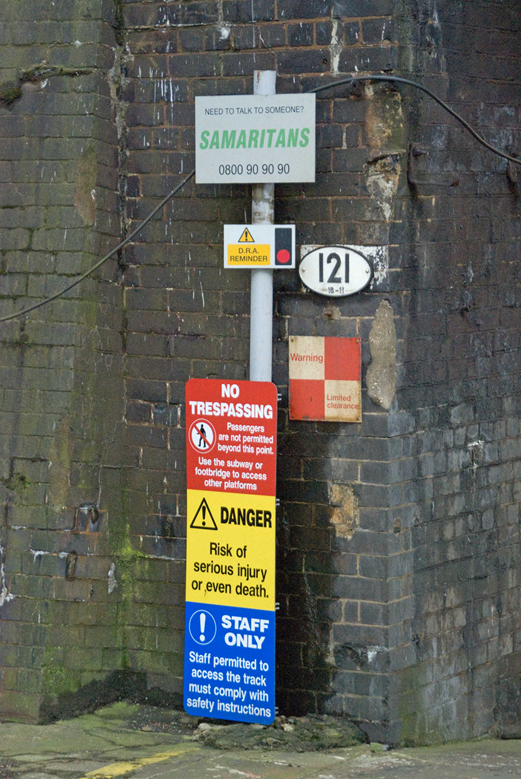 NEED TO TALK TO SOMEONE?
SAMARITANS
0800 90 90 90
D.R.A.
REMINDER
121
18-11
Warning
Limited
clearance
NO
TRESPASSING
Passengers
are not permitted
beyond this point.
Use the subway or
footbridge to access
other platforms
DANGER
Risk of
serious injury
or even death.
STAFF
ONLY
Staff permitted to
access the track
must comply with
safety instructions